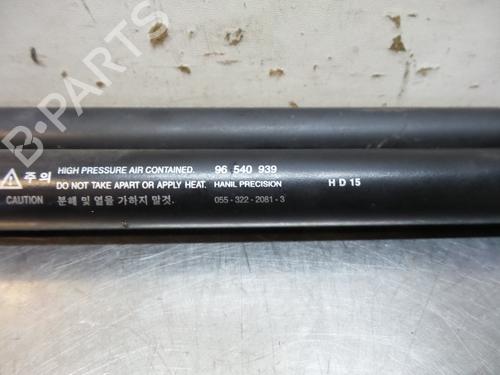 B-PARTS
주의 HIGH PRESSURE AIR CONTAINED. 96 540 939
DO NOT TAKE APART OR APPLY HEAT. HANIL PRECISION H D 15
CAUTION 분해 및 열을 가하지 말것. 055 - 322 - 2081 - 3